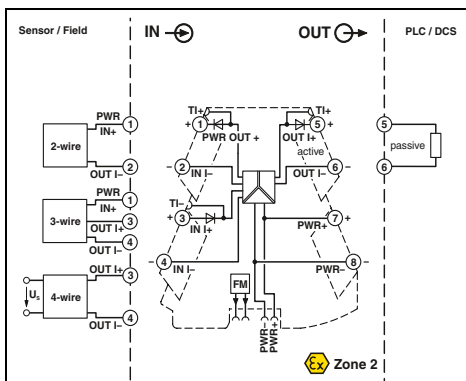 Sensor / Field
IN
OUT
PLC / DCS
PWR
IN+
1
2-wire
OUT I–
2
PWR
IN+
1
3-wire
OUT I+
3
OUT I–
4
OUT I+
3
Us
4-wire
OUT I–
4
TI+
+ 1
PWR OUT +
– 2
IN I–
TI–
+ 3
IN I+
– 4
IN I–
FM
PWR–
PWR+
TI+
5 +
OUT I+
active
6 –
OUT I–
7 +
PWR+
8 –
PWR–
Ex Zone 2
5
passive
6